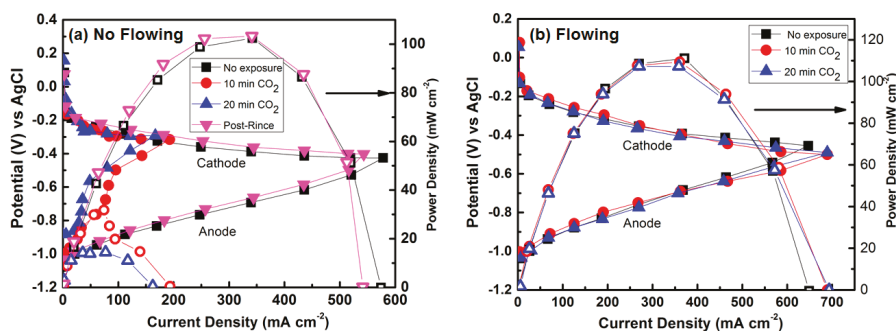 (a) No Flowing
No exposure
10 min CO2
20 min CO2
Post-Rince
Cathode
Anode
Potential (V) vs AgCl
0.4
0.2
0.0
-0.2
-0.4
-0.6
-0.8
-1.0
-1.2
0 100 200 300 400 500 600
Current Density (mA cm-2)
100
80
60
40
20
0
Power Density (mW cm-2)
(b) Flowing
No exposure
10 min CO2
20 min CO2
Cathode
Anode
Potential (V) vs AgCl
0.2
0.0
-0.2
-0.4
-0.6
-0.8
-1.0
-1.2
0 100 200 300 400 500 600 700
Current Density (mA cm-2)
120
100
80
60
40
20
0
Power Density (mW cm-2)